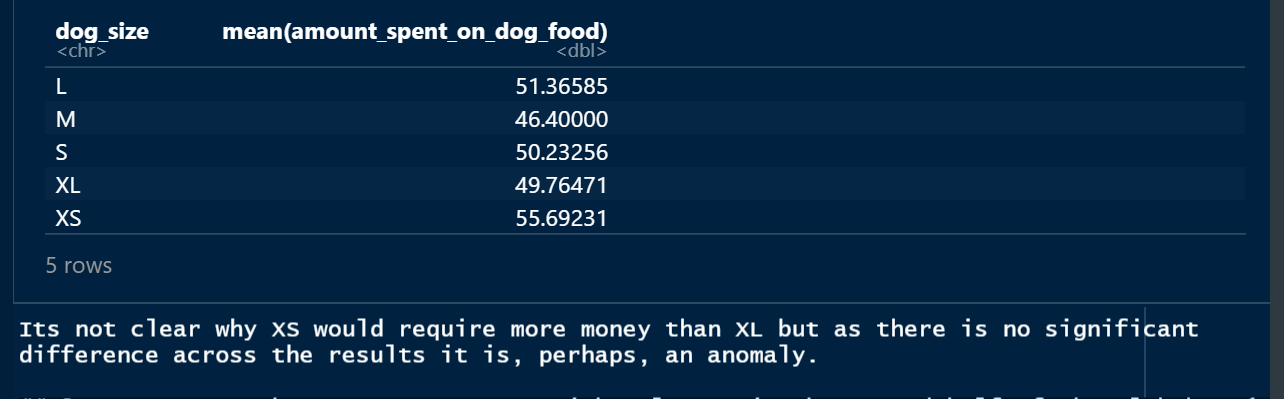 dog_size mean(amount_spent_on_dog_food)
<chr> <dbl>
L 51.36585
M 46.40000
S 50.23256
XL 49.76471
XS 55.69231
5 rows
Its not clear why XS would require more money than XL but as there is no significant
difference across the results it is, perhaps, an anomaly.